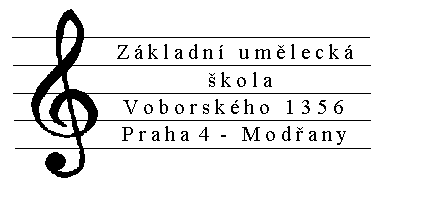 Základní umělecká
škola
Voborského 1356
Praha 4 - Modřany